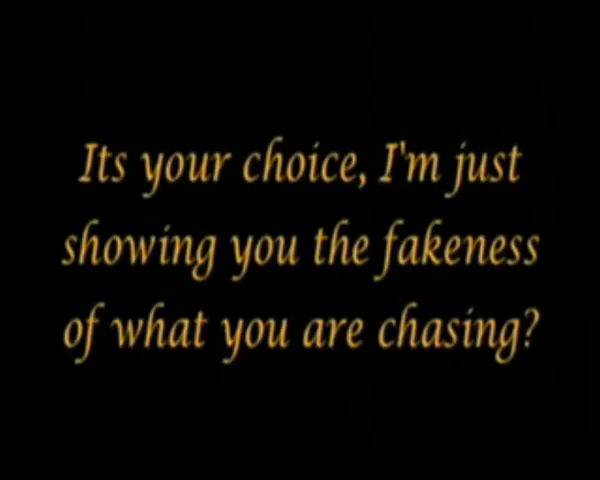 Its your choice, I'm just
showing you the fakeness
of what you are chasing?